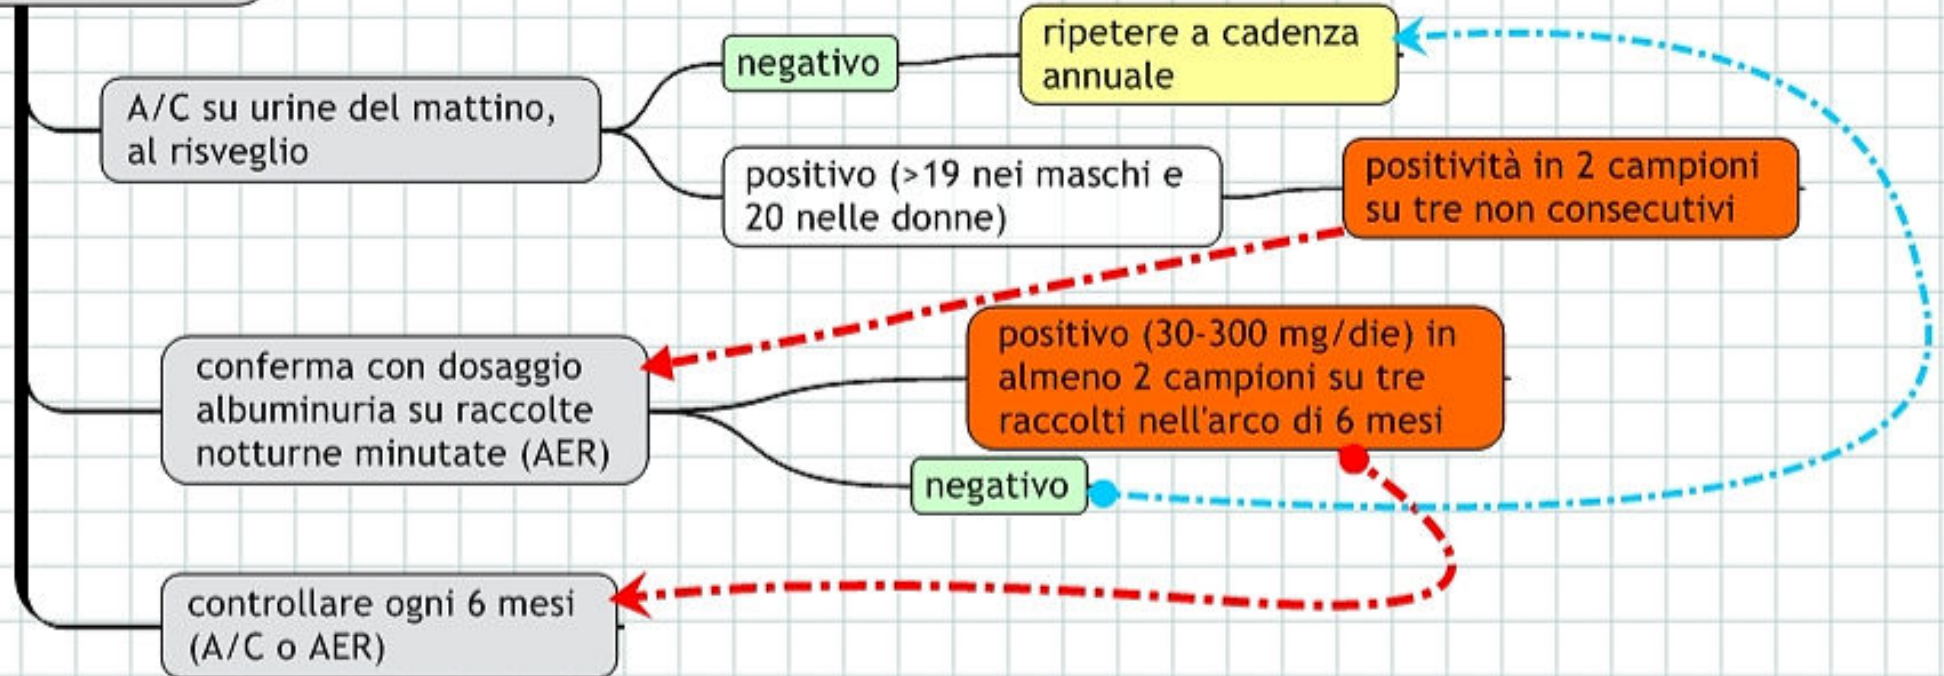 negativo
ripetere a cadenza
annuale
A/C su urine del mattino,
al risveglio
positivo (>19 nei maschi e
20 nelle donne)
positività in 2 campioni
su tre non consecutivi
conferma con dosaggio
albuminuria su raccolte
notturne minutate (AER)
positivo (30-300 mg/die) in
almeno 2 campioni su tre
raccolti nell'arco di 6 mesi
negativo
controllare ogni 6 mesi
(A/C o AER)